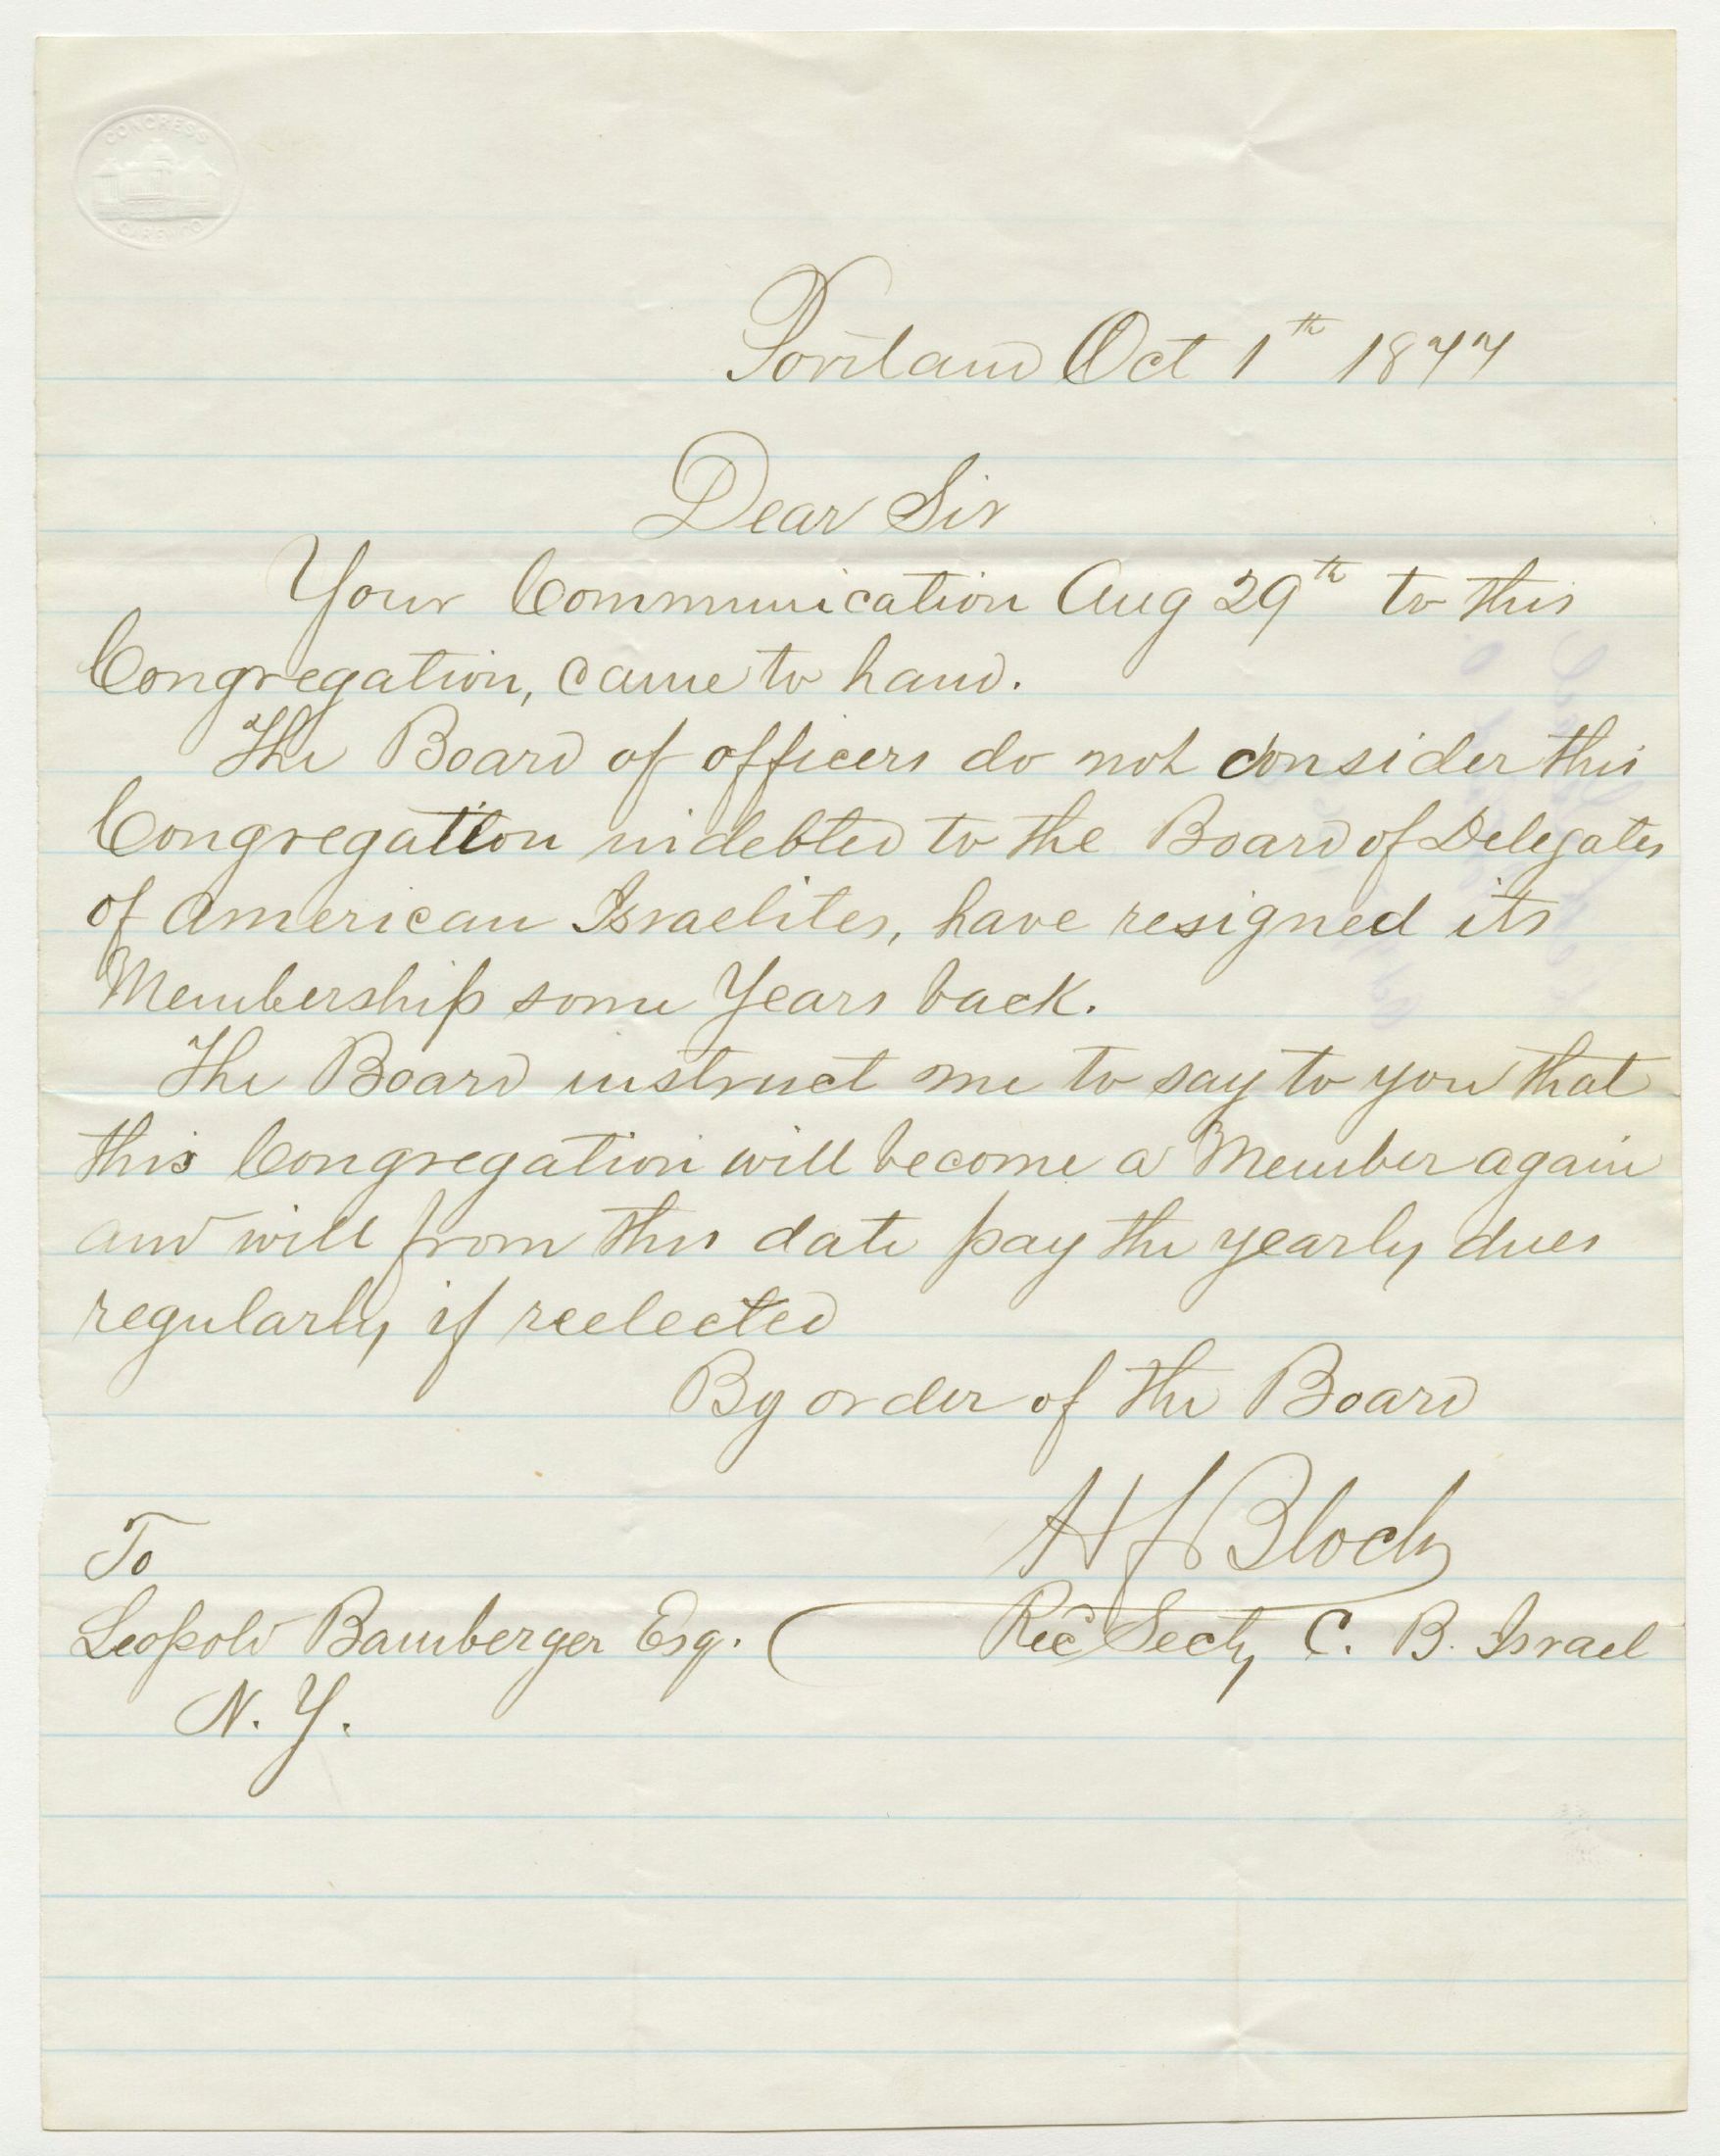 CONGRESS
CAREW CO
Portland Oct 1th 1877
Dear Sir
Your Communication Aug 29th to this
Congregation, came to hand.
The Board of officers do not consider this
Congregation indebted to the Board of Delegates
of American Israelites, have resigned its
Membership some Years back.
The Board instruct me to say to you that
this Congregation will become a Member again
and will from this date pay the yearly dues
regularly if reelected
By order of the Board
H J Bloch
Rec Secty C. B. Israel
To
Leopold Bamberger Esq.
N. Y.